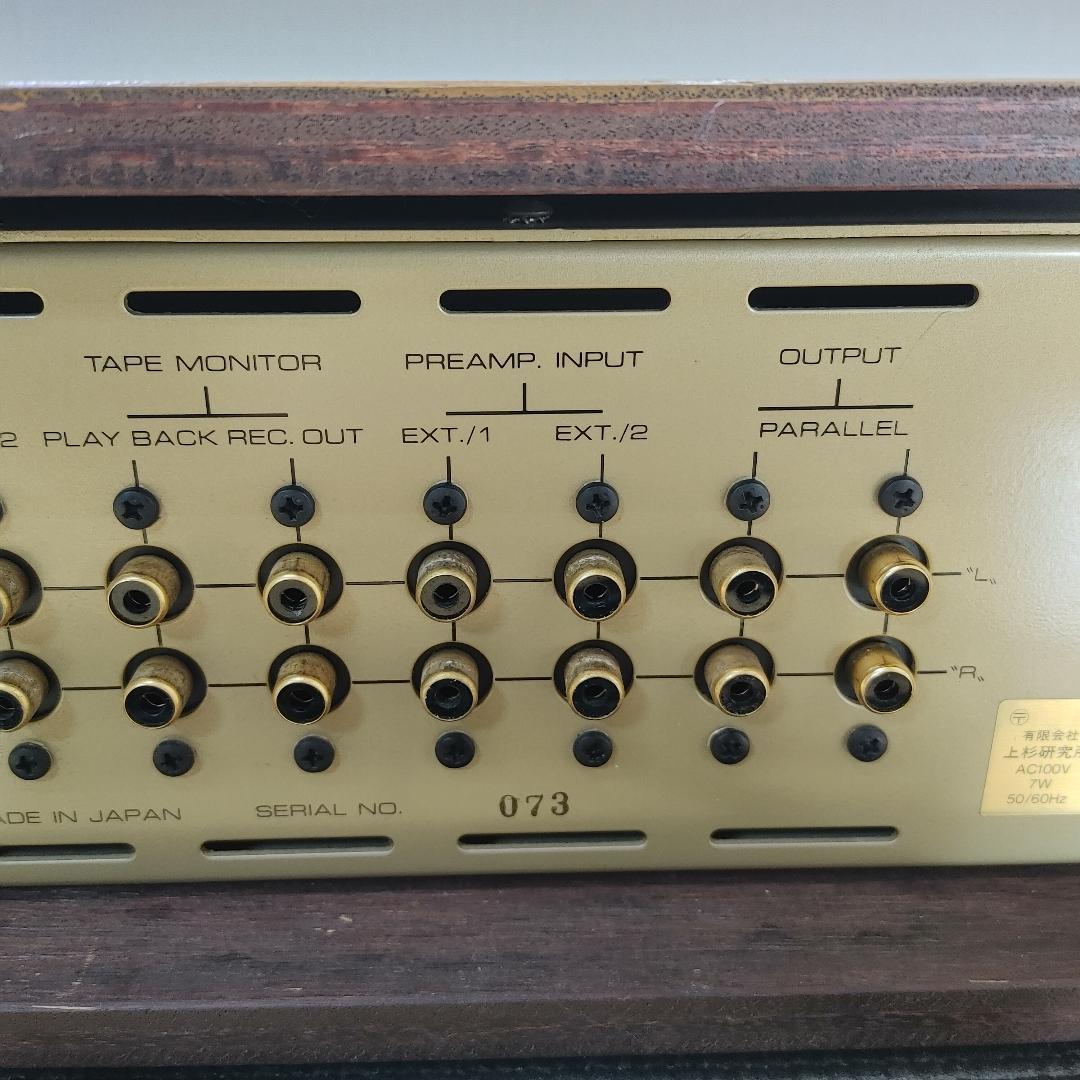 TAPE MONITOR
PREAMP. INPUT
OUTPUT
2 PLAY BACK REC. OUT
EXT./1
EXT./2
PARALLEL
"L"
"R"
〒
有限会社
上杉研究所
AC100V
7W
50/60Hz
ADE IN JAPAN
SERIAL NO.
073